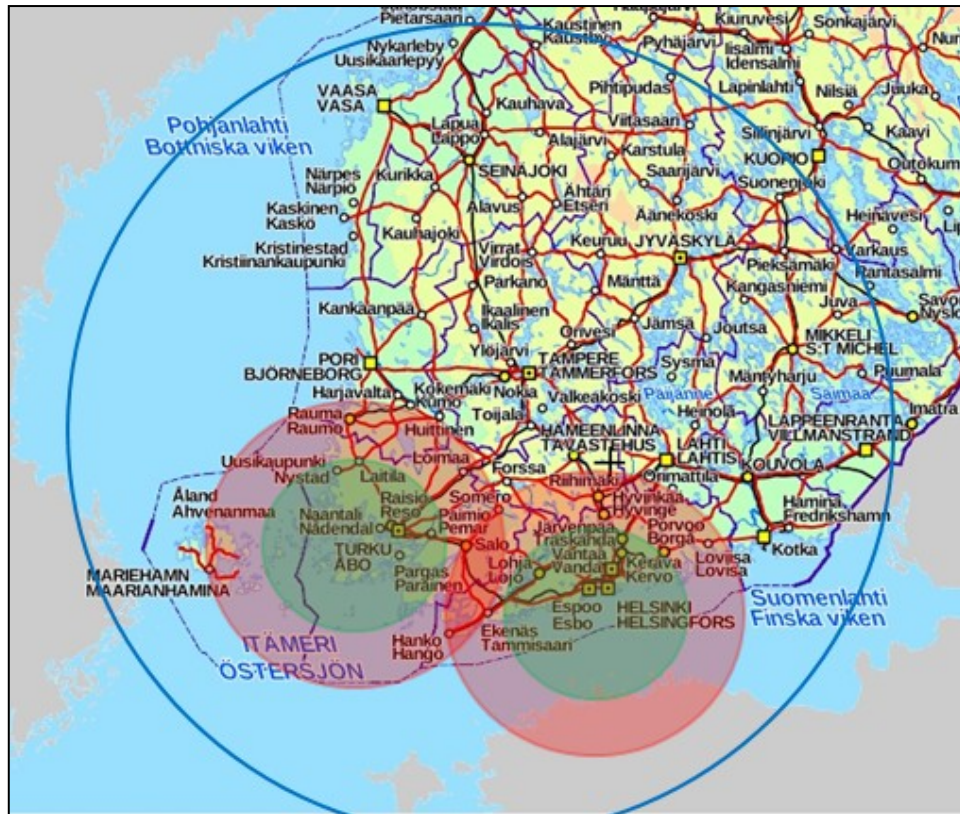 Pietarsaari
Nykarleby
Uusikaarlepyy
Kaustinen
Kaustby
Pyhäjärvi
Kiuruvesi
Iisalmi
Idensalmi
Sonkajärvi
VAASA
VASA
Kauhava
Pihtipudas
Lapinlahti
Nilsiä
Juuka
Pohjanlahti
Bottniska viken
Lapua
Lappo
Alajärvi
Viitasaari
Siilinjärvi
Kaavi
SEINÄJOKI
Karstula
KUOPIO
Outokum
Närpes
Närpiö
Kurikka
Alavus
Ähtäri
Etseri
Saarijärvi
Suonenjoki
Kaskinen
Kaskö
Kauhajoki
Äänekoski
Heinävesi
Lip
Kristinestad
Kristiinankaupunki
Virrat
Virdois
Keuruu
JYVÄSKYLÄ
Varkaus
Pieksämäki
Rantasalmi
Parkano
Mänttä
Kangasniemi
Kankaanpää
Ikaalinen
Ikalis
Orivesi
Jämsä
Joutsa
Juva
Savo
Nyslo
MIKKELI
S:T MICHEL
PORI
BJÖRNEBORG
Ylöjärvi
TAMPERE
TAMMERFORS
Sysmä
Mäntyharju
Puumala
Harjavalta
Kokemäki
Kumo
Nokia
Valkeakoski
Päijänne
Saimaa
Imatra
Rauma
Raumo
Huittinen
Toijala
HÄMEENLINNA
TAVASTEHUS
Heinola
LAHTI
LAHTIS
LAPPEENRANTA
VILLMANSTRAND
Uusikaupunki
Nystad
Laitila
Loimaa
Forssa
Riihimäki
Orimattila
KOUVOLA
Åland
Ahvenanmaa
Naantali
Nådendal
Raisio
Reso
Somero
Paimio
Pemar
Hyvinkää
Hyvinge
Hamina
Fredrikshamn
Järvenpää
Träskända
Porvoo
Borgå
TURKU
ÅBO
Salo
Vantaa
Vanda
Loviisa
Lovisa
Kotka
MARIEHAMN
MAARIANHAMINA
Pargas
Parainen
Lohja
Lojo
Kerava
Kervo
Espoo
Esbo
HELSINKI
HELSINGFORS
Suomenlahti
Finska viken
ITÄMERI
ÖSTERSJÖN
Hanko
Hangö
Ekenäs
Tammisaari